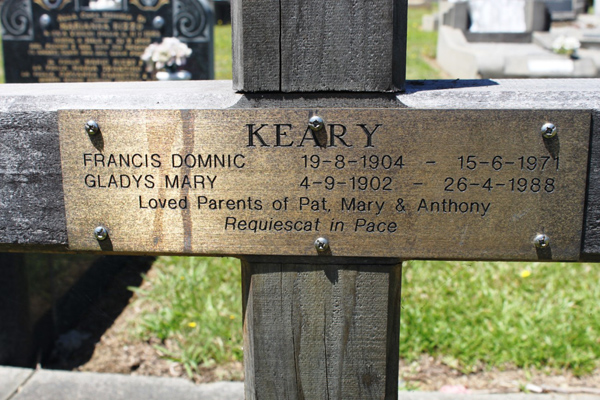 KEARY
FRANCIS DOMNIC 19-8-1904 - 15-6-1971
GLADYS MARY 4-9-1902 - 26-4-1988
Loved Parents of Pat, Mary & Anthony
Requiescat in Pace